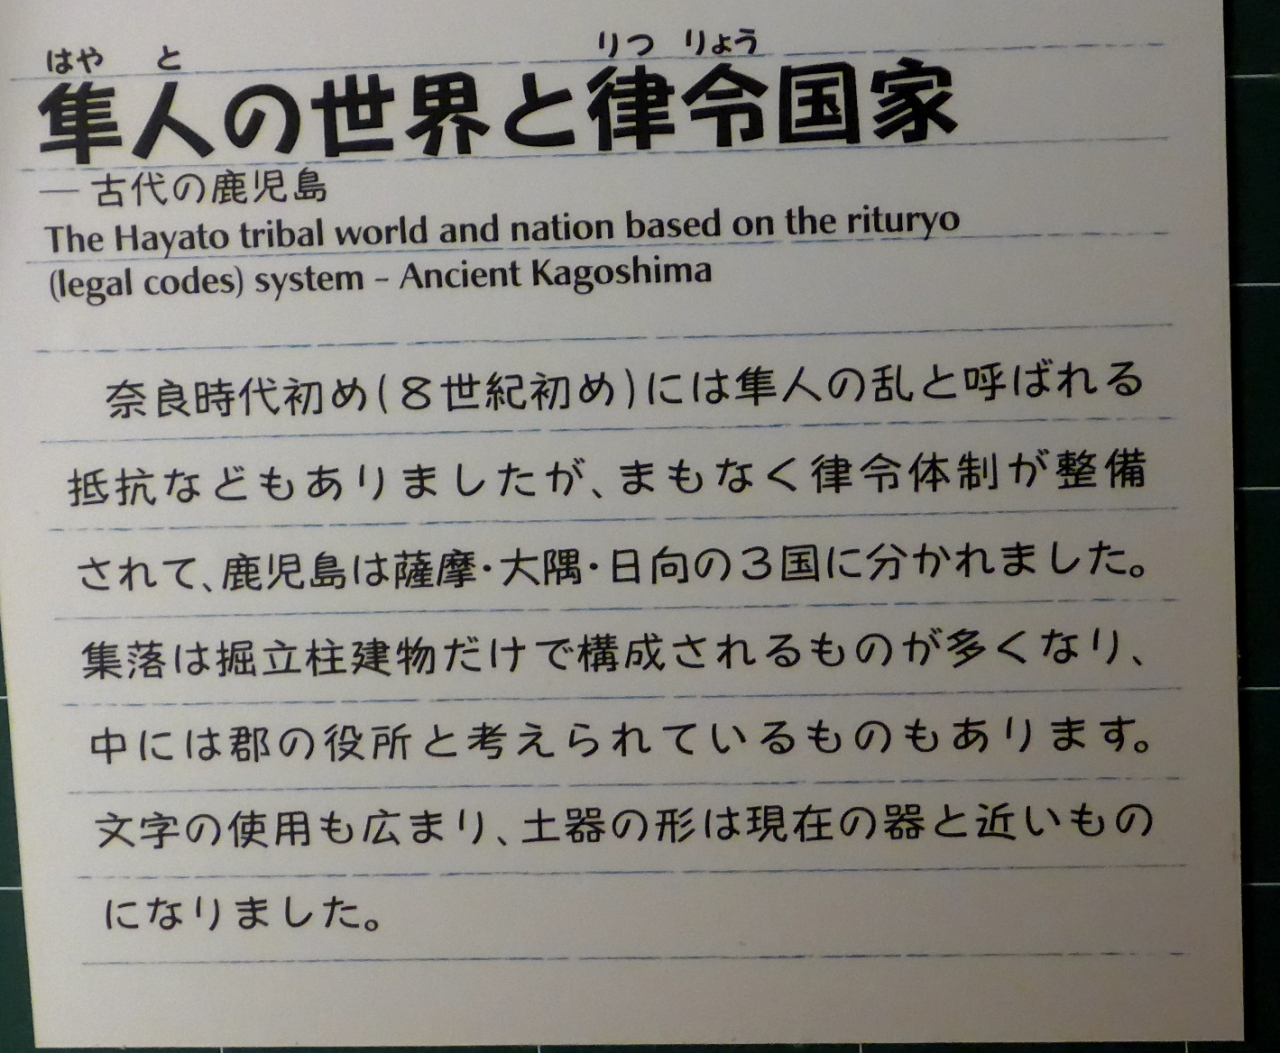 はやと りつりょう
隼人の世界と律令国家
― 古代の鹿児島
The Hayato tribal world and nation based on the rituryo
(legal codes) system – Ancient Kagoshima
奈良時代初め(8世紀初め)には隼人の乱と呼ばれる
抵抗などもありましたが、まもなく律令体制が整備
されて、鹿児島は薩摩・大隅・日向の3国に分かれました。
集落は掘立柱建物だけで構成されるものが多くなり、
中には郡の役所と考えられているものもあります。
文字の使用も広まり、土器の形は現在の器と近いもの
になりました。